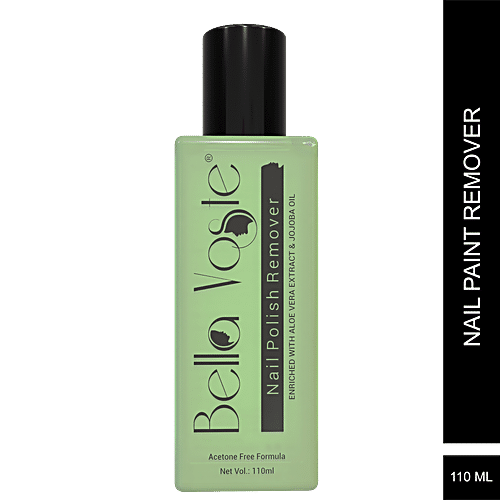 Bella Voste®
Nail Polish Remover
ENRICHED WITH ALOE VERA EXTRACT & JOJOBA OIL
Acetone Free Formula
Net Vol.: 110ml
NAIL PAINT REMOVER
110 ML